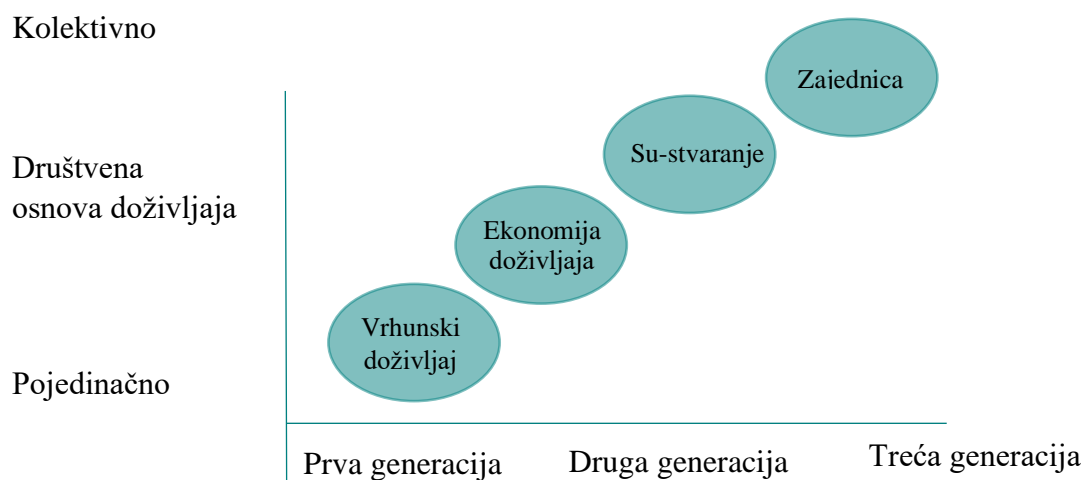 Kolektivno
Zajednica
Društvena
osnova doživljaja
Su-stvaranje
Ekonomija
doživljaja
Vrhunski
doživljaj
Pojedinačno
Prva generacija
Druga generacija
Treća generacija